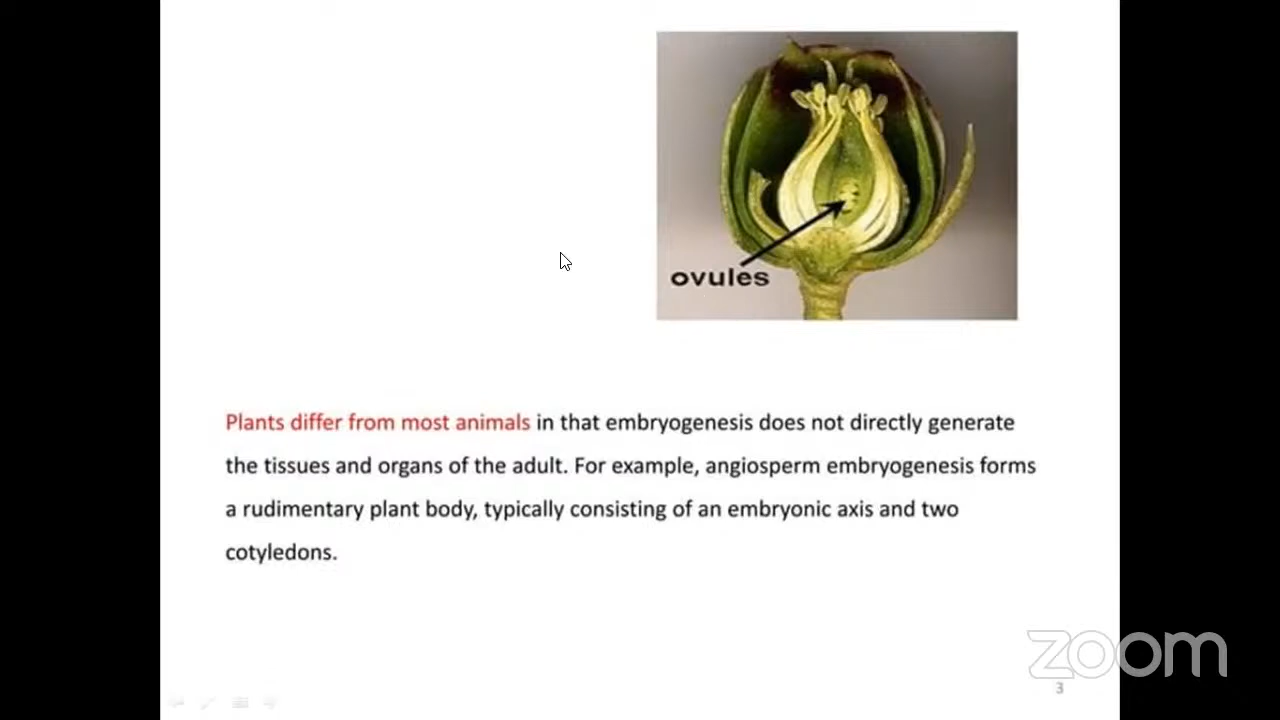 ovules
Plants differ from most animals in that embryogenesis does not directly generate
the tissues and organs of the adult. For example, angiosperm embryogenesis forms
a rudimentary plant body, typically consisting of an embryonic axis and two
cotyledons.
zoom
3